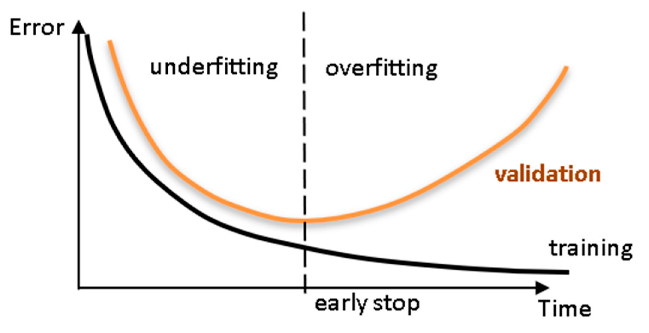 Error
underfitting
overfitting
validation
training
early stop
Time